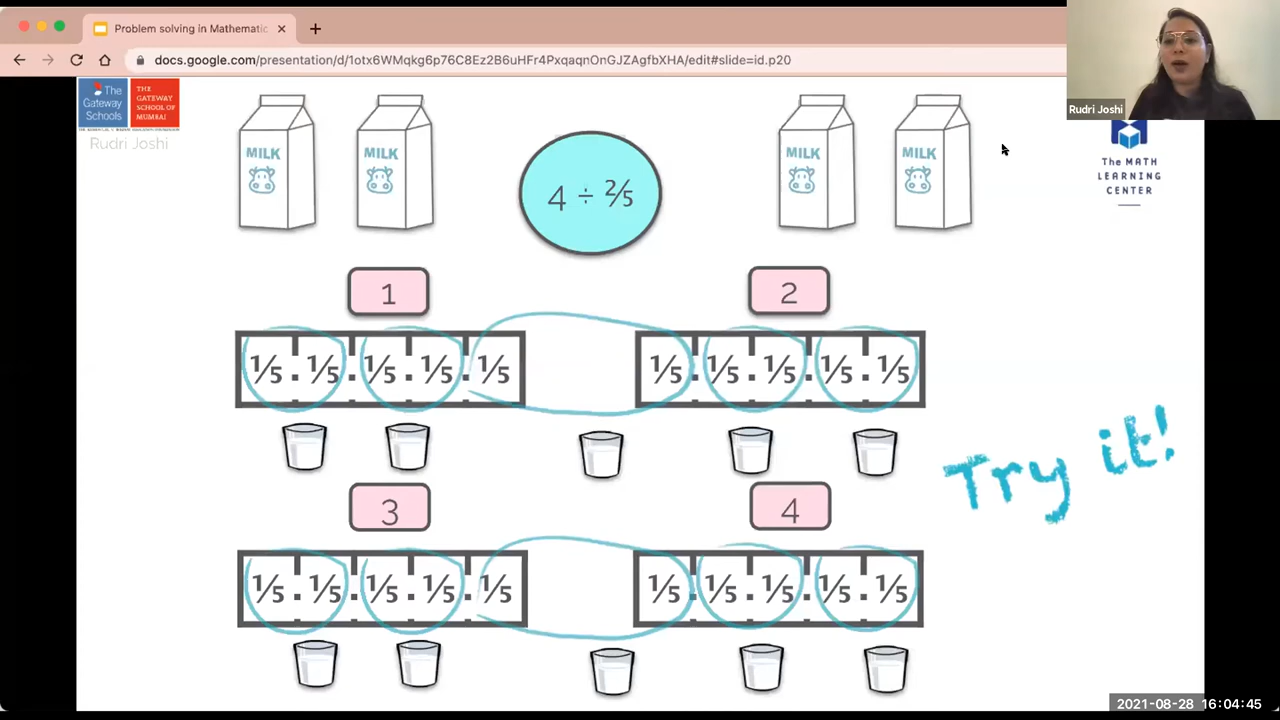 Problem solving in Mathematic
docs.google.com/presentation/d/1otx6WMqkg6p76C8Ez2B6uHFr4PxqaqnOnGJZAgfbXHA/edit#slide=id.p20
Rudri Joshi
The Gateway Schools
THE GATEWAY SCHOOL OF MUMBAI
Rudri Joshi
The MATH
LEARNING
CENTER
MILK
MILK
4 ÷ ⅖
MILK
MILK
1
2
⅕ ⅕ ⅕ ⅕ ⅕
⅕ ⅕ ⅕ ⅕ ⅕
Try it!
3
4
⅕ ⅕ ⅕ ⅕ ⅕
⅕ ⅕ ⅕ ⅕ ⅕
2021-08-28 16:04:45